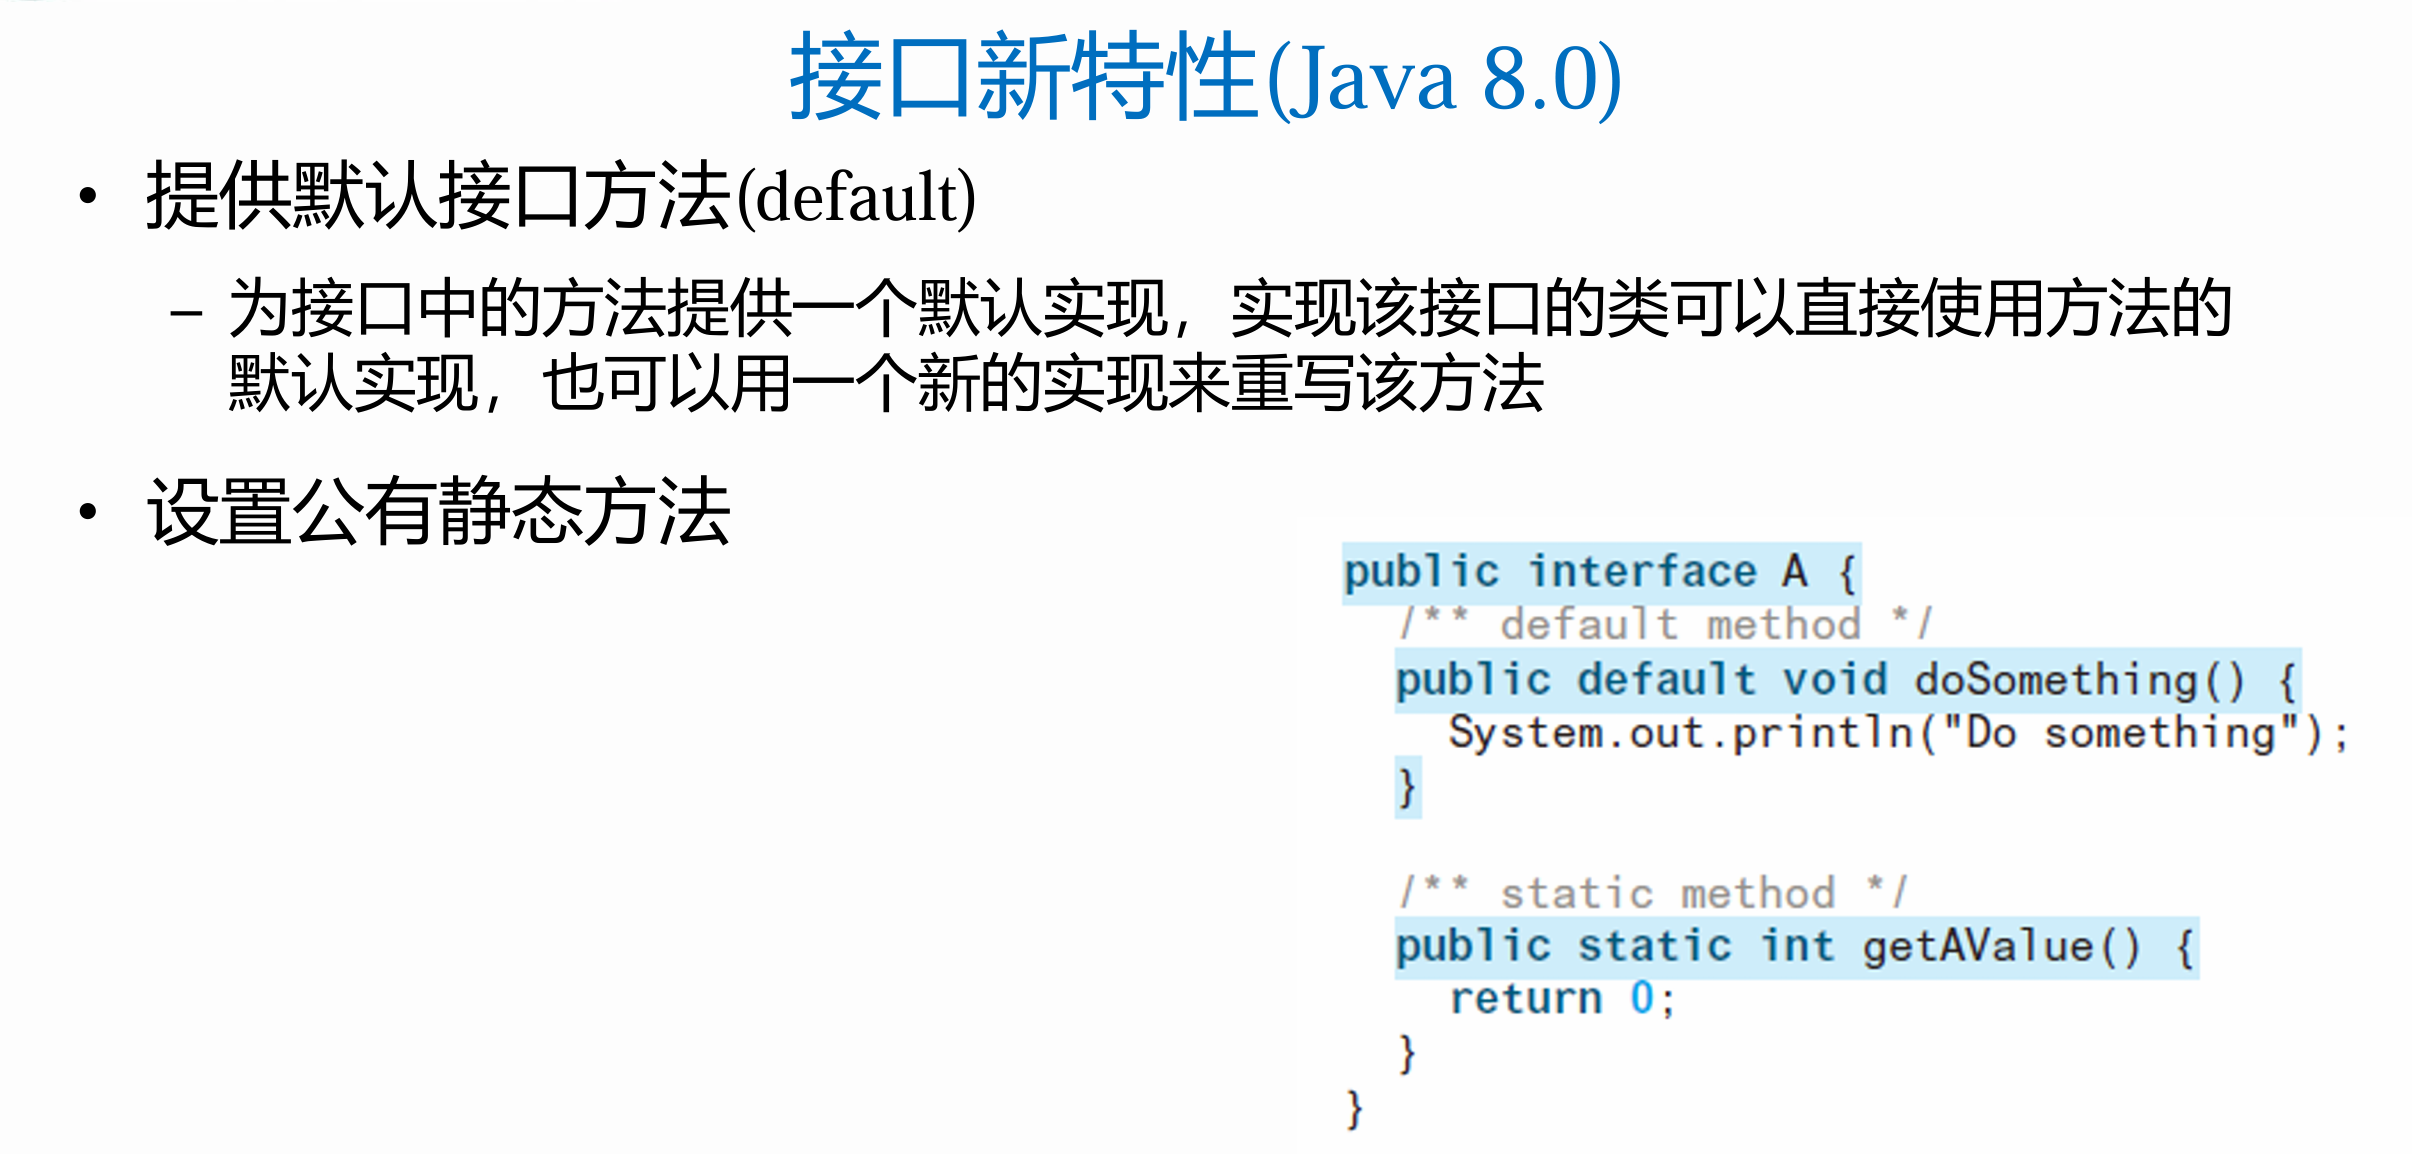 接口新特性(Java 8.0)
• 提供默认接口方法(default)
– 为接口中的方法提供一个默认实现，实现该接口的类可以直接使用方法的
默认实现，也可以用一个新的实现来重写该方法
• 设置公有静态方法
public interface A {
/** default method */
public default void doSomething() {
System.out.println("Do something");
}
/** static method */
public static int getAValue() {
return 0;
}
}